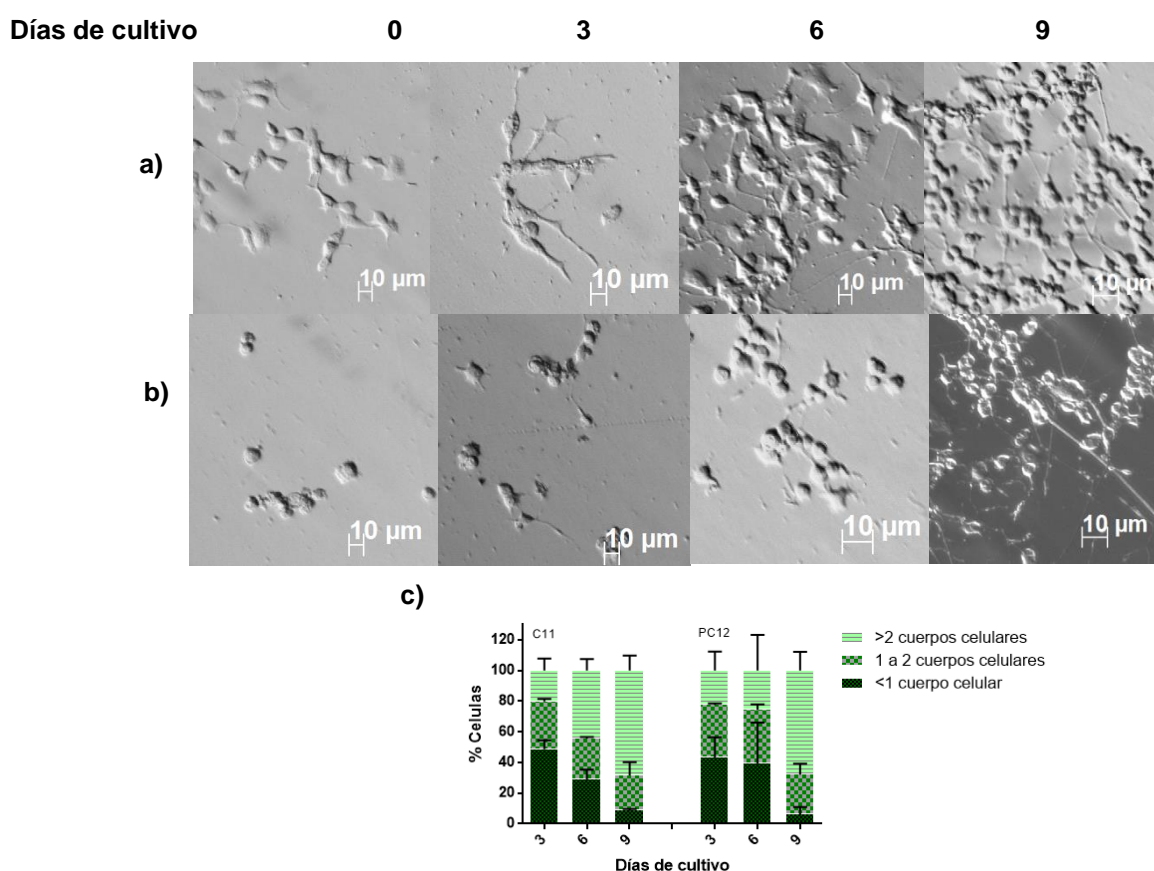 Días de cultivo 0 3 6 9
a)
10 µm 10 µm 10 µm 10 µm
b)
10 µm 10 µm 10 µm 10 µm
c)
C11 PC12
% Celulas
120
100
80
60
40
20
0
3 6 9 3 6 9
Días de cultivo
>2 cuerpos celulares
1 a 2 cuerpos celulares
<1 cuerpo celular